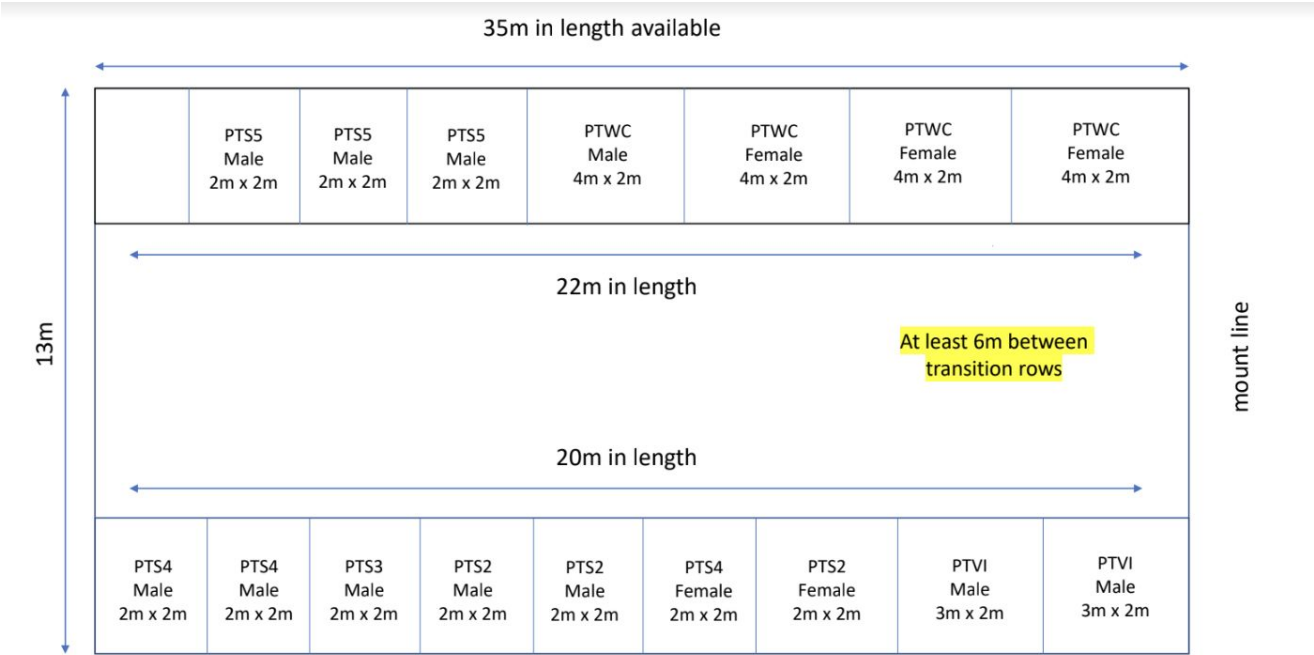 35m in length available
PTS5
Male
2m x 2m
PTS5
Male
2m x 2m
PTS5
Male
2m x 2m
PTWC
Male
4m x 2m
PTWC
Female
4m x 2m
PTWC
Female
4m x 2m
PTWC
Female
4m x 2m
22m in length
13m
At least 6m between
transition rows
mount line
20m in length
PTS4
Male
2m x 2m
PTS4
Male
2m x 2m
PTS3
Male
2m x 2m
PTS2
Male
2m x 2m
PTS2
Male
2m x 2m
PTS4
Female
2m x 2m
PTS2
Female
2m x 2m
PTVI
Male
3m x 2m
PTVI
Male
3m x 2m